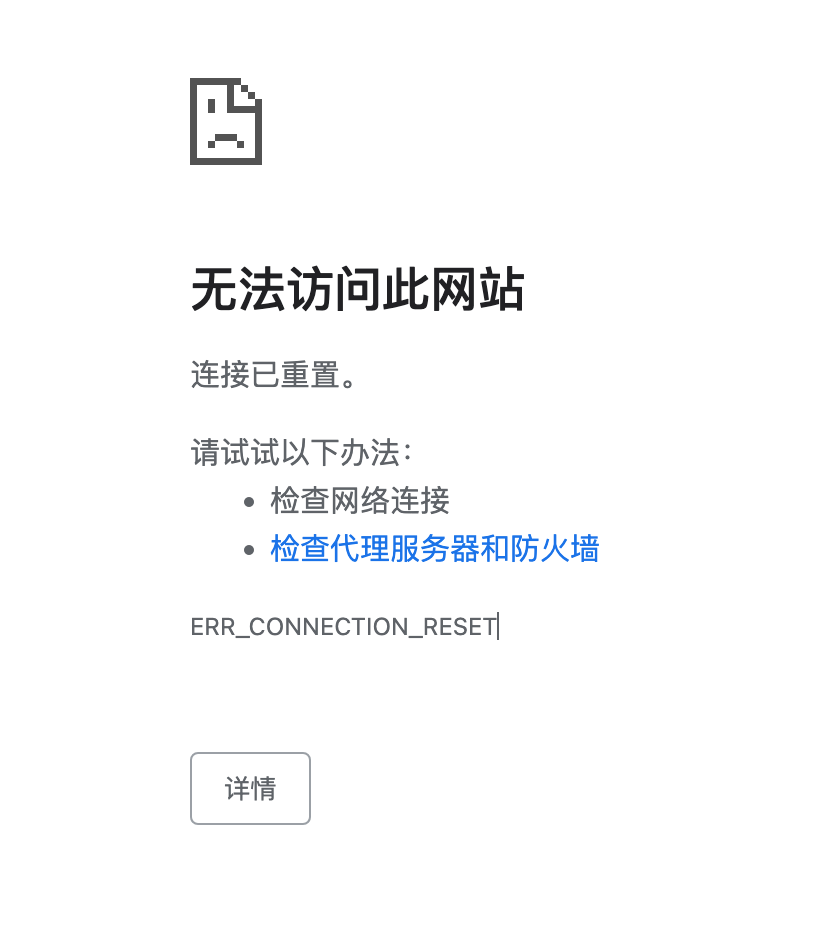 无法访问此网站
连接已重置。
请试试以下办法：
检查网络连接
检查代理服务器和防火墙
ERR_CONNECTION_RESET
详情